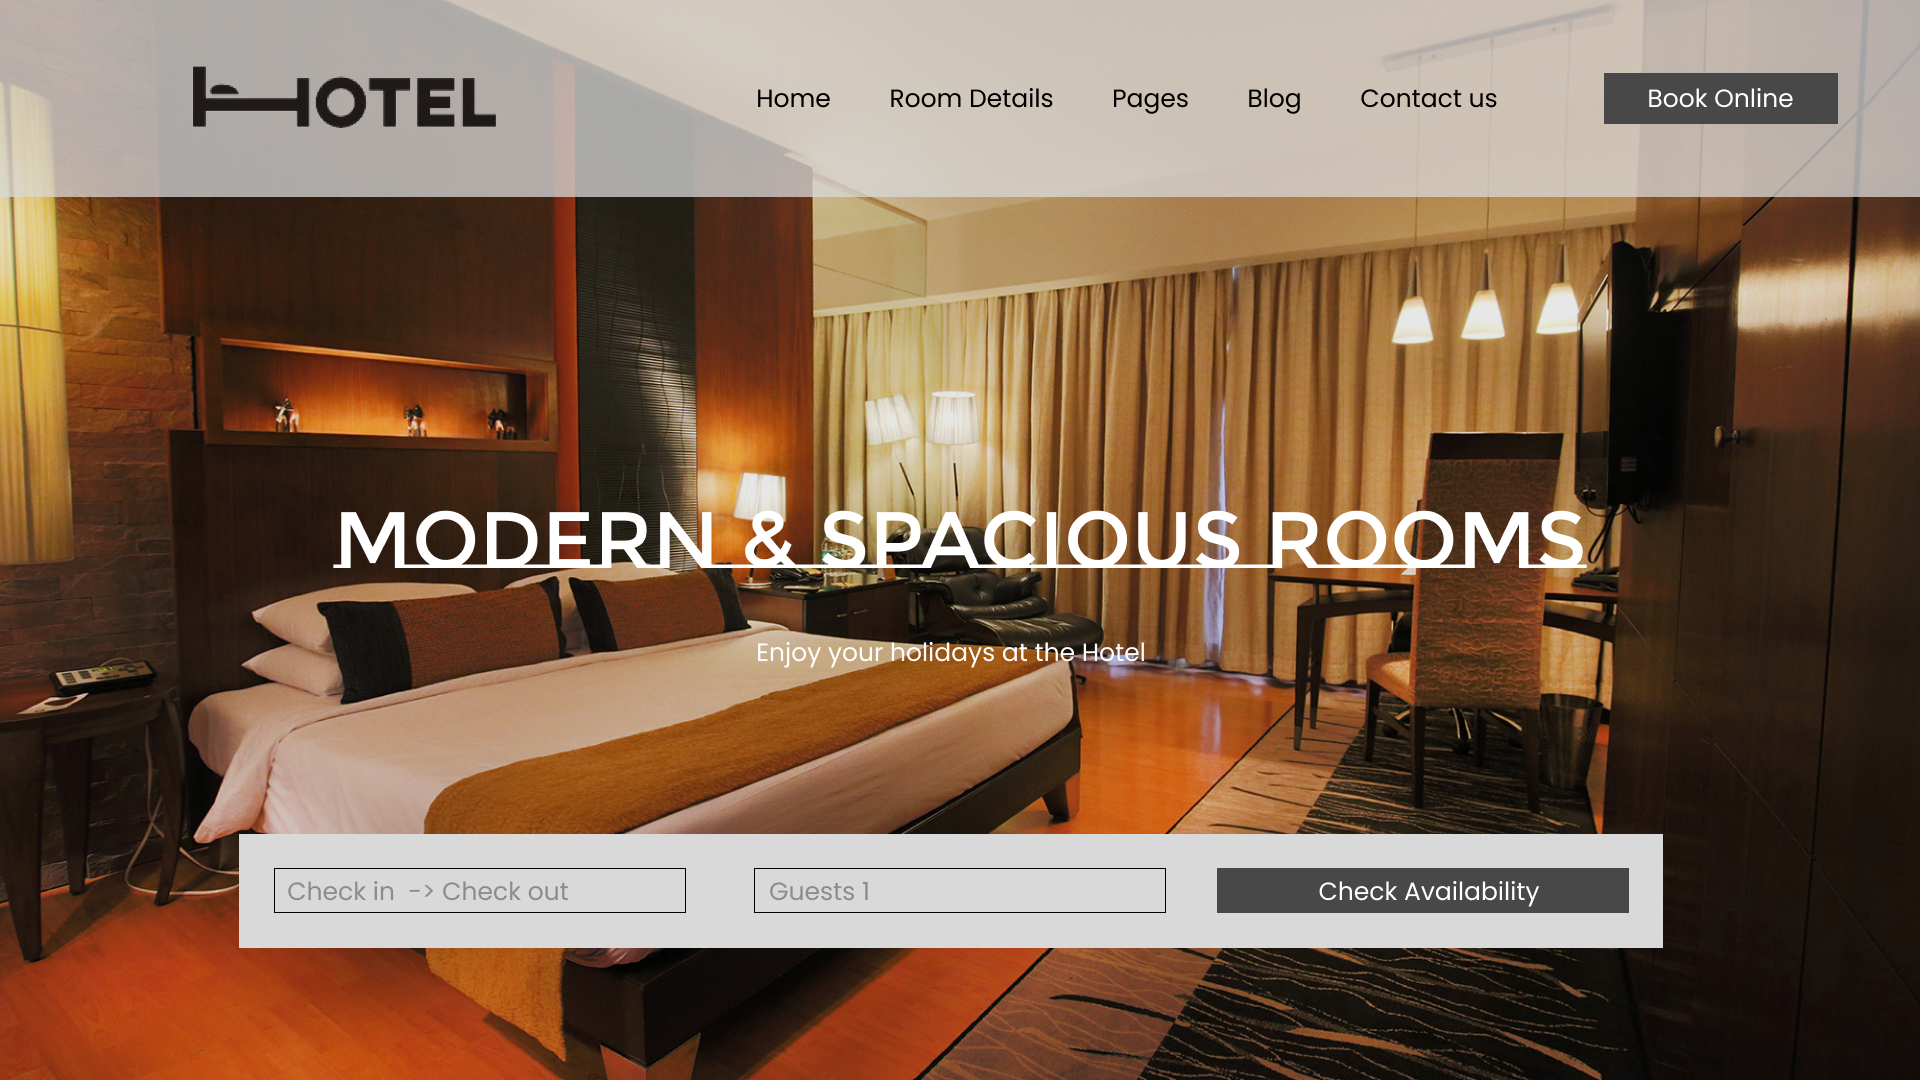 HOTEL
Home Room Details Pages Blog Contact us Book Online
MODERN & SPACIOUS ROOMS
Enjoy your holidays at the Hotel
Check in -> Check out Guests 1 Check Availability